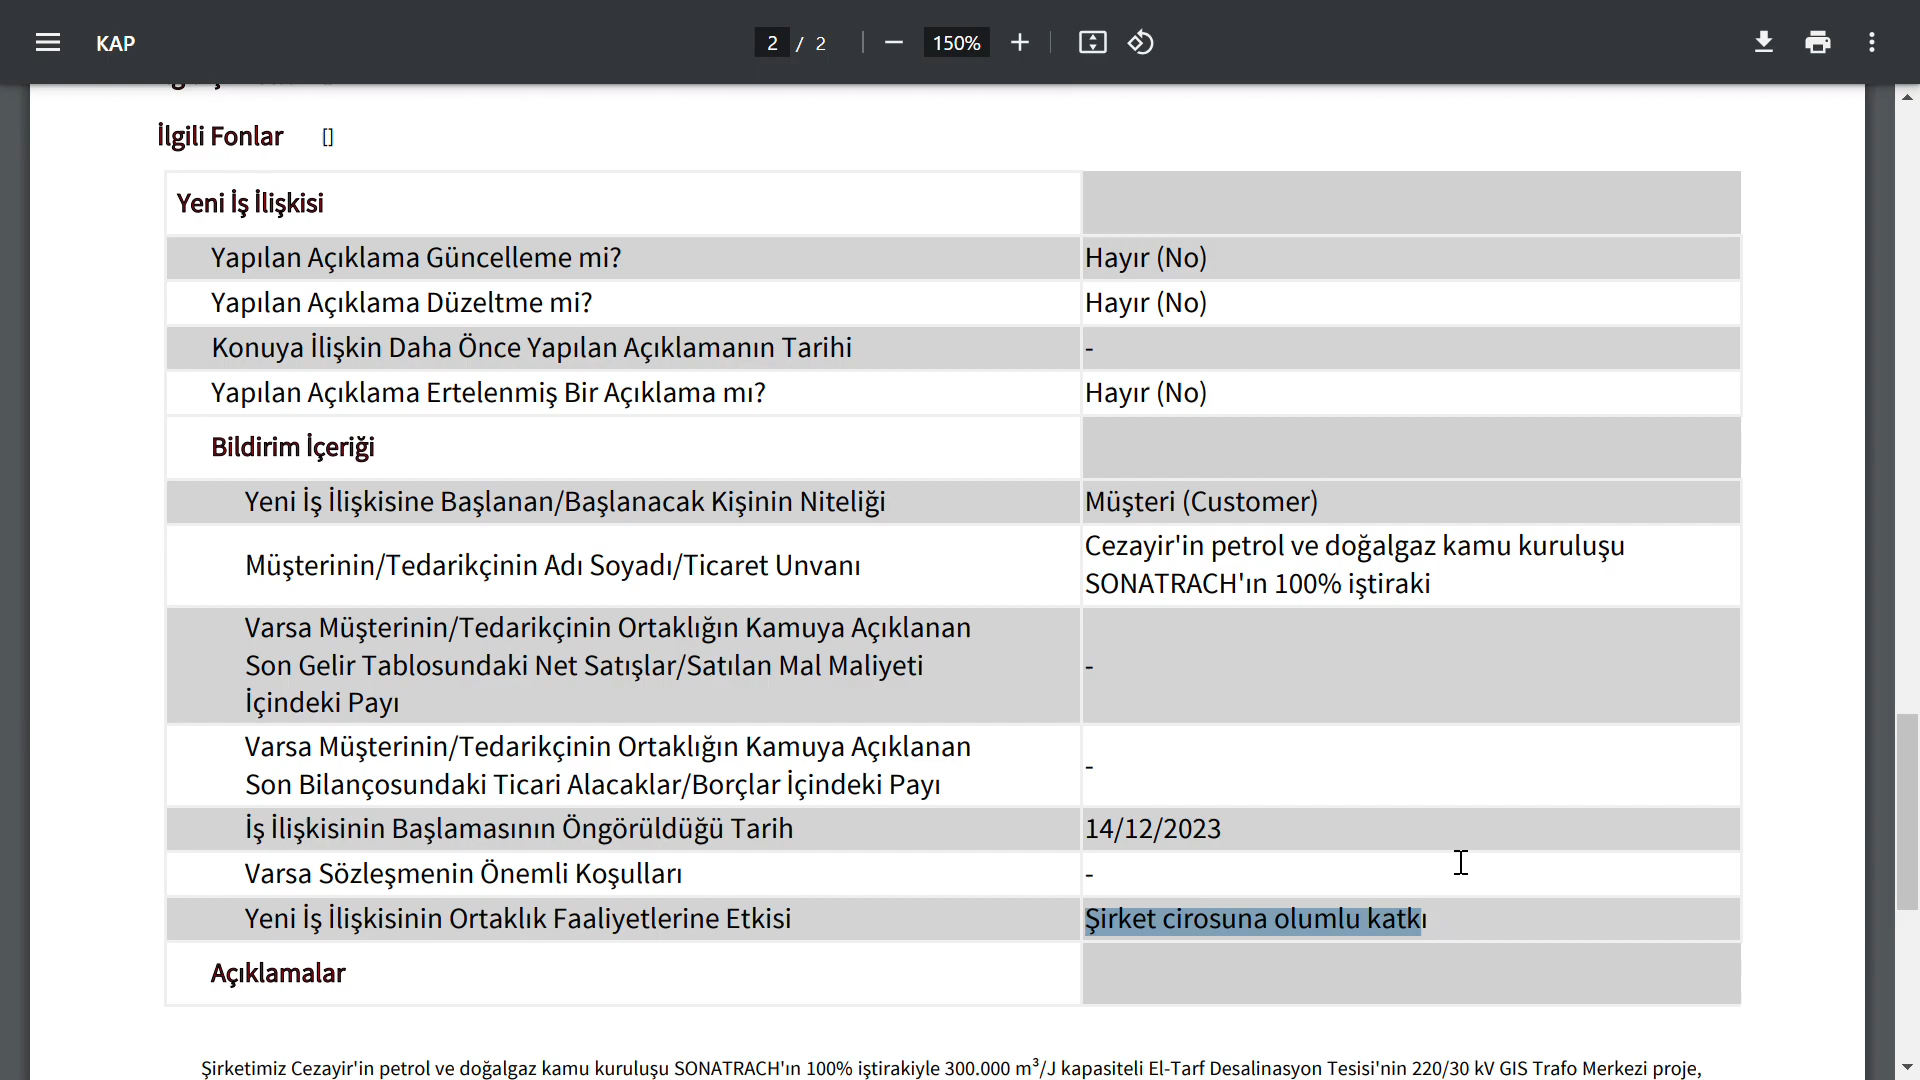 KAP
2 / 2
150%
İlgili Fonlar []
Yeni İş İlişkisi
Yapılan Açıklama Güncelleme mi? Hayır (No)
Yapılan Açıklama Düzeltme mi? Hayır (No)
Konuya İlişkin Daha Önce Yapılan Açıklamanın Tarihi -
Yapılan Açıklama Ertelenmiş Bir Açıklama mı? Hayır (No)
Bildirim İçeriği
Yeni İş İlişkisine Başlanan/Başlanacak Kişinin Niteliği Müşteri (Customer)
Müşterinin/Tedarikçinin Adı Soyadı/Ticaret Unvanı
Cezayir'in petrol ve doğalgaz kamu kuruluşu
SONATRACH'ın 100% iştiraki
Varsa Müşterinin/Tedarikçinin Ortaklığın Kamuya Açıklanan
Son Gelir Tablosundaki Net Satışlar/Satılan Mal Maliyeti
İçindeki Payı
-
Varsa Müşterinin/Tedarikçinin Ortaklığın Kamuya Açıklanan
Son Bilançosundaki Ticari Alacaklar/Borçlar İçindeki Payı
-
İş İlişkisinin Başlamasının Öngörüldüğü Tarih 14/12/2023
Varsa Sözleşmenin Önemli Koşulları -
Yeni İş İlişkisinin Ortaklık Faaliyetlerine Etkisi Şirket cirosuna olumlu katkı
Açıklamalar
Şirketimiz Cezayir'in petrol ve doğalgaz kamu kuruluşu SONATRACH'ın 100% iştirakiyle 300.000 m³/J kapasiteli El-Tarf Desalinasyon Tesisi'nin 220/30 kV GIS Trafo Merkezi proje,